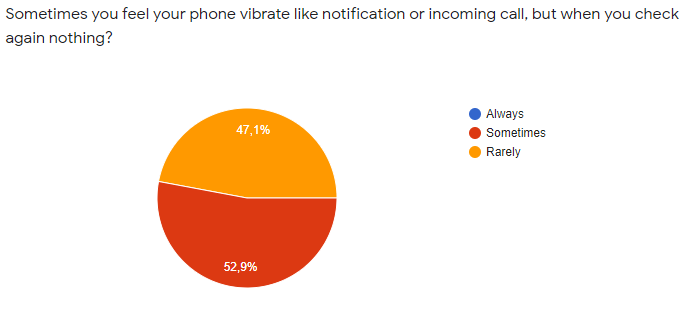 Sometimes you feel your phone vibrate like notification or incoming call, but when you check
again nothing?
47,1%
Always
Sometimes
Rarely
52,9%